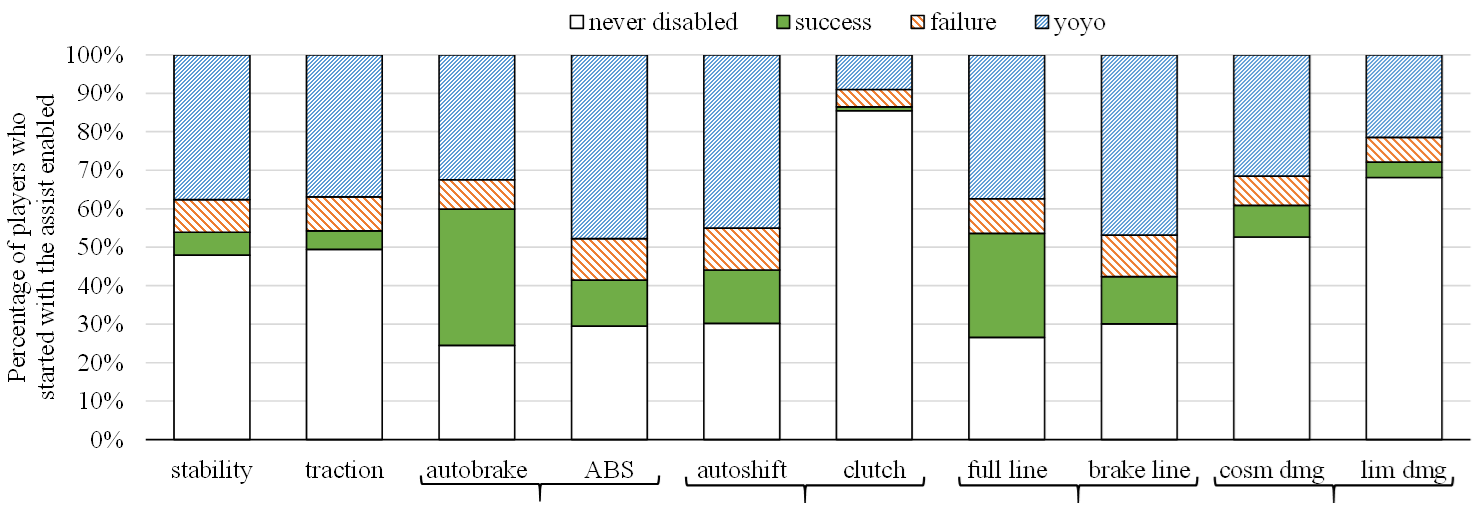 never disabled success failure yoyo
Percentage of players who
started with the assist enabled
100%
90%
80%
70%
60%
50%
40%
30%
20%
10%
0%
stability traction autobrake ABS autoshift clutch full line brake line cosm dmg lim dmg